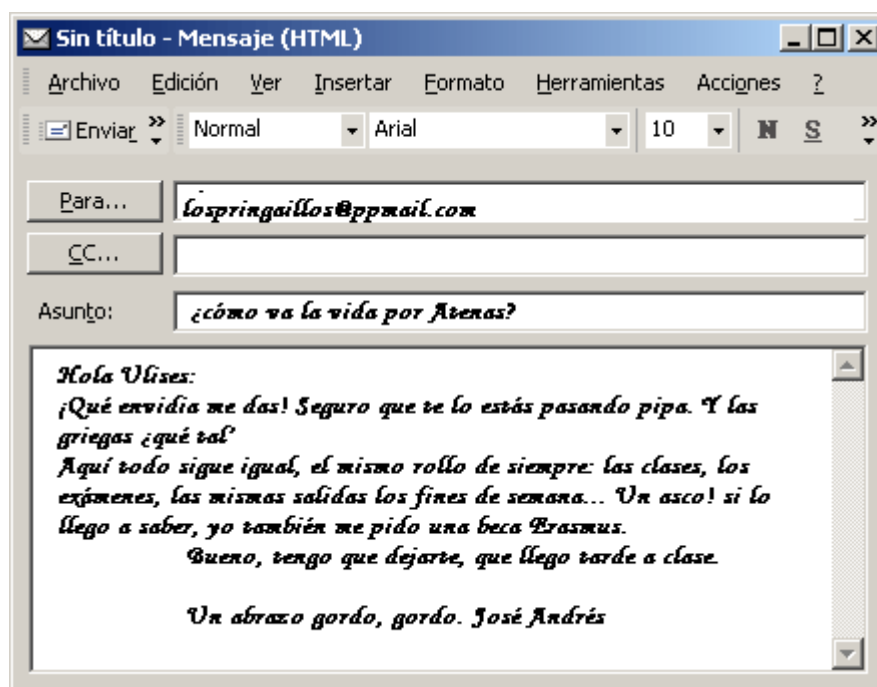 Sin título - Mensaje (HTML)
Archivo Edición Ver Insertar Formato Herramientas Acciones ?
Enviar Normal Arial 10 N S
Para... lospringaillos@ppmail.com
CC...
Asunto: ¿cómo va la vida por Atenas?
Hola Ulises:
¡Qué envidia me das! Seguro que te lo estás pasando pipa. Y las
griegas ¿qué tal'
Aquí todo sigue igual, el mismo rollo de siempre: las clases, los
exámenes, las mismas salidas los fines de semana... Un asco! si lo
llego a saber, yo también me pido una beca Erasmus.
Bueno, tengo que dejarte, que llego tarde a clase.
Un abrazo gordo, gordo. José Andrés